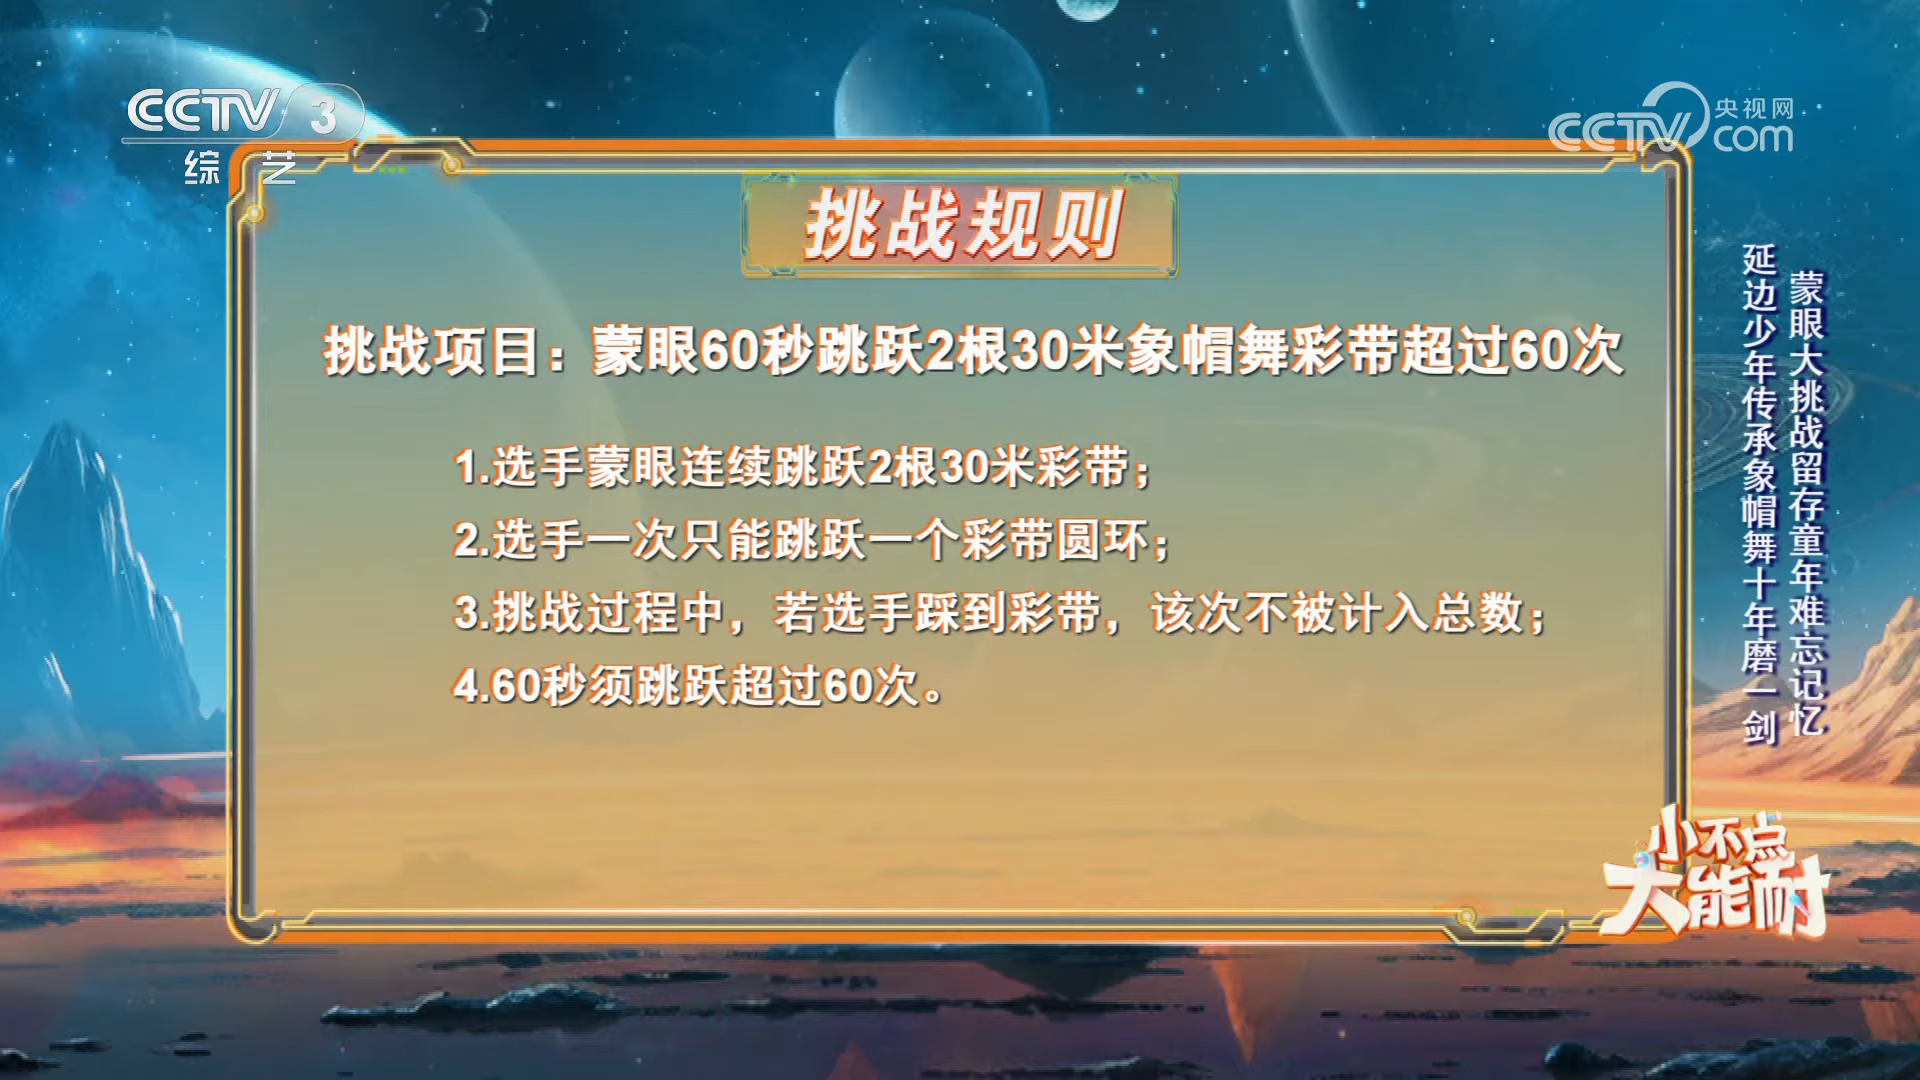 CCTV 3
综艺
央视网
CCTV.com
挑战规则
挑战项目：蒙眼60秒跳跃2根30米象帽舞彩带超过60次
1.选手蒙眼连续跳跃2根30米彩带；
2.选手一次只能跳跃一个彩带圆环；
3.挑战过程中，若选手踩到彩带，该次不被计入总数；
4.60秒须跳跃超过60次。
蒙眼大挑战留存童年难忘记忆
延边少年传承象帽舞十年磨一剑
小不点
大能耐